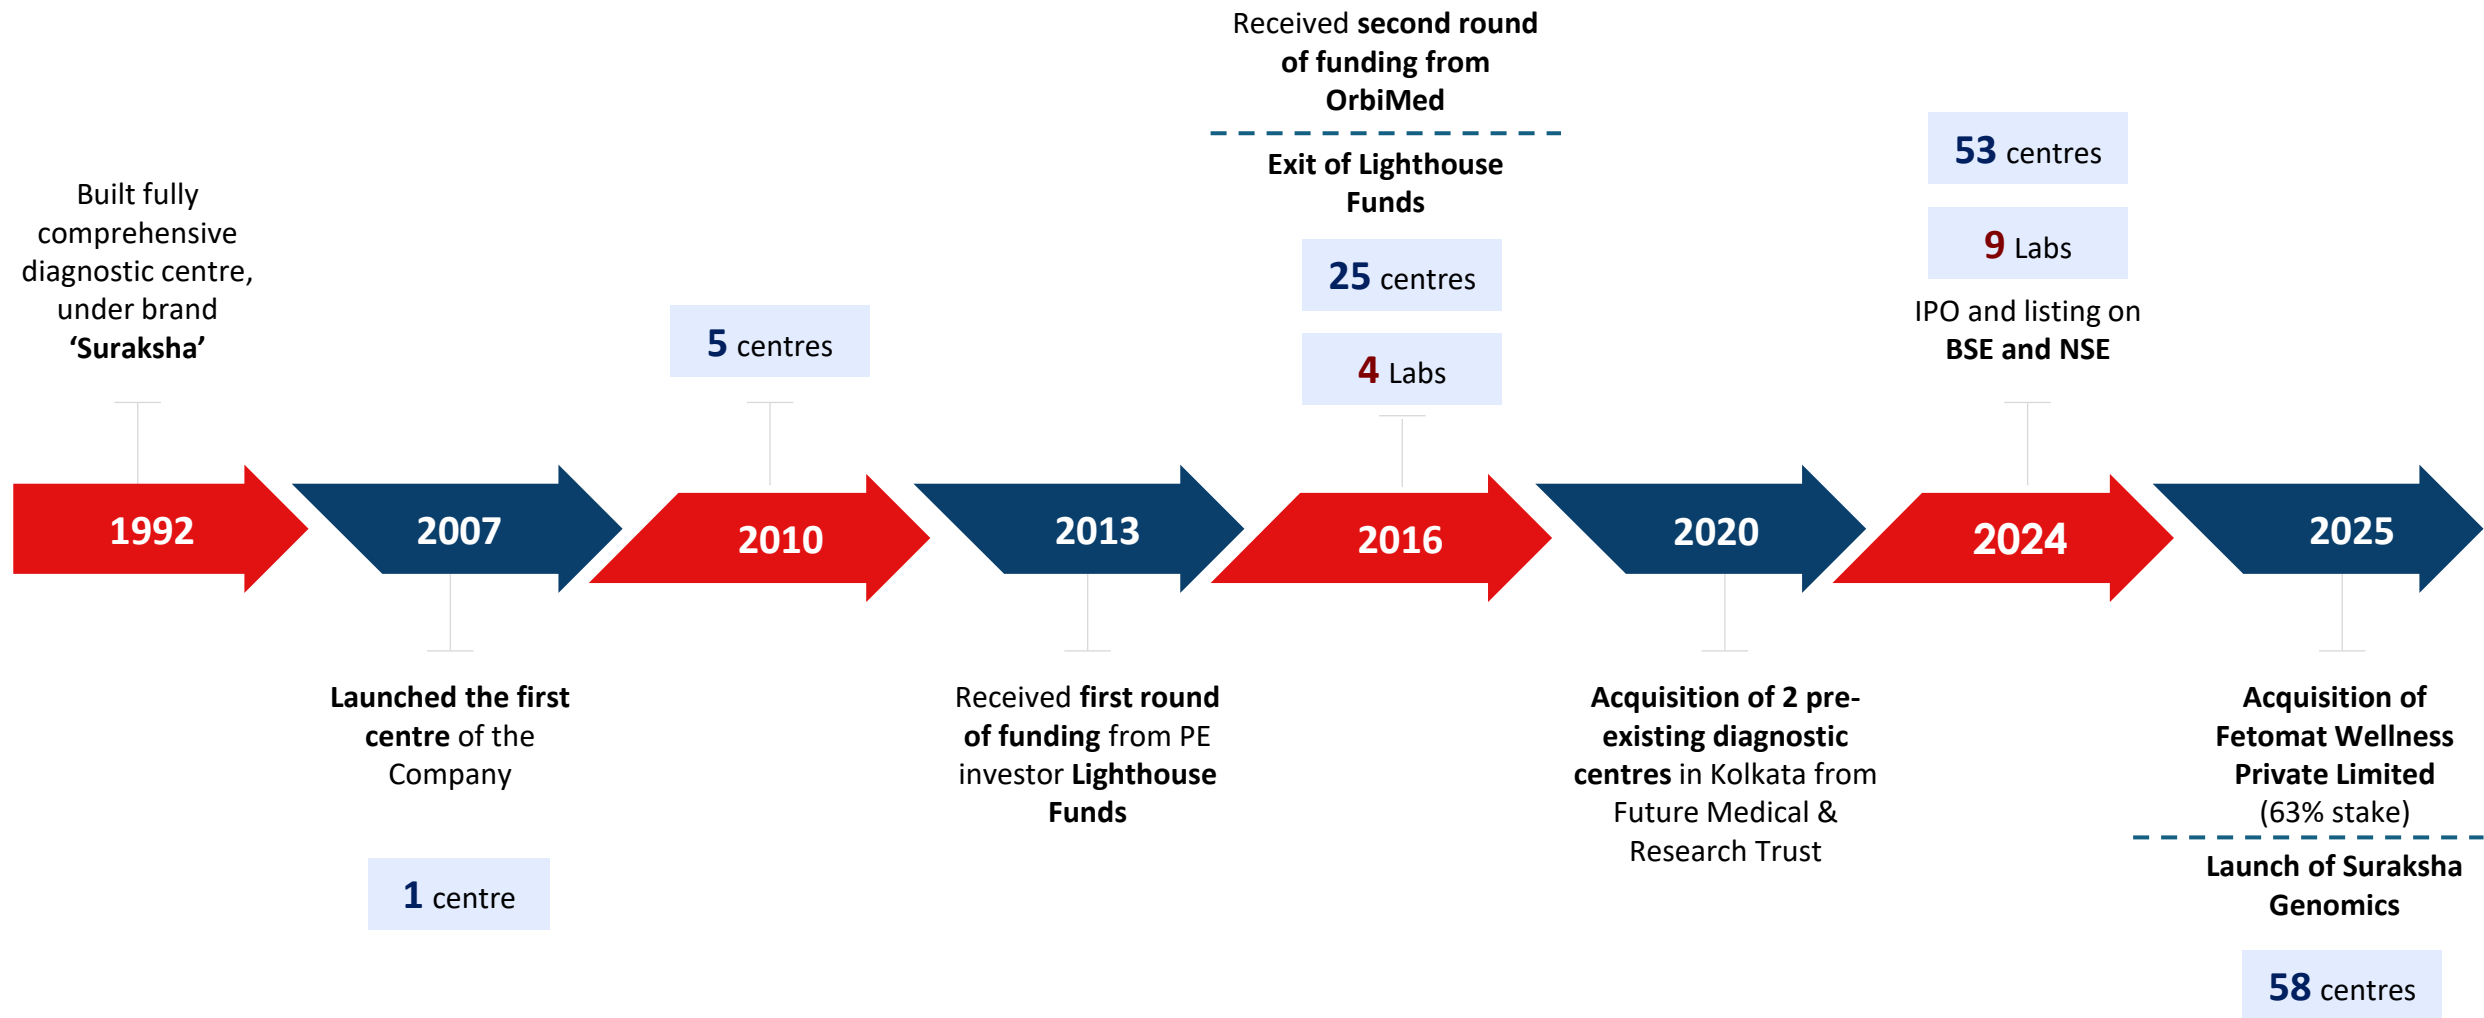 Built fully
comprehensive
diagnostic centre,
under brand
‘Suraksha’
1992
2007
Launched the first
centre of the
Company
1 centre
5 centres
2010
2013
Received first round
of funding from PE
investor Lighthouse
Funds
Received second round
of funding from
OrbiMed
Exit of Lighthouse
Funds
25 centres
4 Labs
2016
2020
Acquisition of 2 pre-
existing diagnostic
centres in Kolkata from
Future Medical &
Research Trust
53 centres
9 Labs
IPO and listing on
BSE and NSE
2024
2025
Acquisition of
Fetomat Wellness
Private Limited
(63% stake)
Launch of Suraksha
Genomics
58 centres